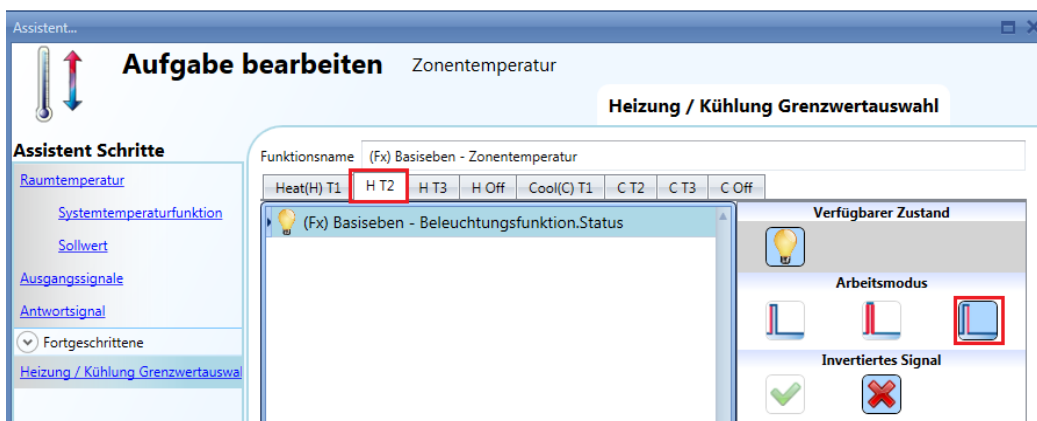 Assistent...
Aufgabe bearbeiten Zonentemperatur
Heizung / Kühlung Grenzwertauswahl
Assistent Schritte
Raumtemperatur
Systemtemperaturfunktion
Sollwert
Ausgangssignale
Antwortsignal
Fortgeschrittene
Heizung / Kühlung Grenzwertauswal
Funktionsname (Fx) Basiseben - Zonentemperatur
Heat(H) T1 H T2 H T3 H Off Cool(C) T1 C T2 C T3 C Off
(Fx) Basiseben - Beleuchtungsfunktion.Status
Verfügbarer Zustand
Arbeitsmodus
Invertiertes Signal